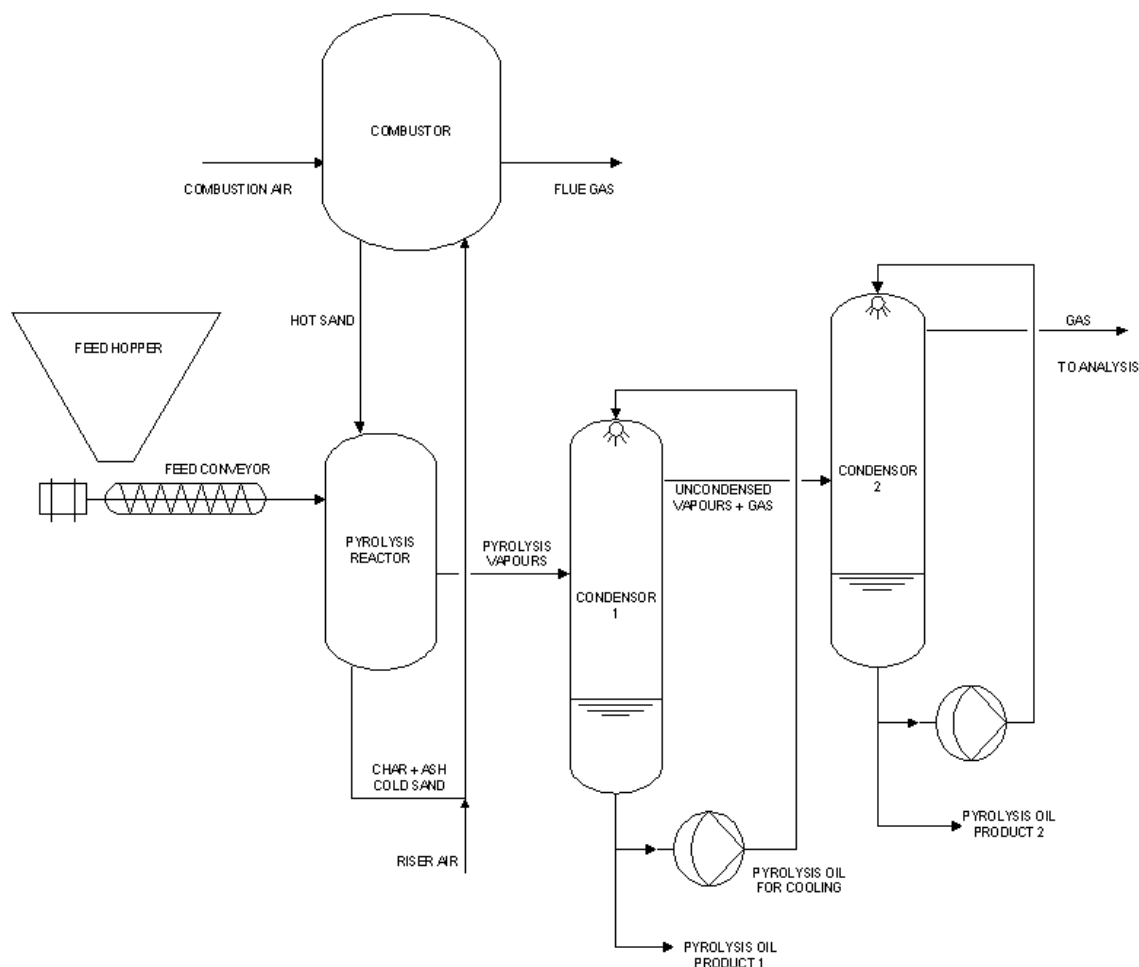 COMBUSTOR
COMBUSTION AIR
FLUE GAS
HOT SAND
FEED HOPPER
GAS
TO ANALYSIS
FEED CONVEYOR
UNCONDENSED
VAPOURS + GAS
CONDENSOR
2
PYROLYSIS
REACTOR
PYROLYSIS
VAPOURS
CONDENSOR
1
CHAR + ASH
COLD SAND
RISER AIR
PYROLYSIS OIL
PRODUCT 2
PYROLYSIS OIL
FOR COOLING
PYROLYSIS OIL
PRODUCT 1